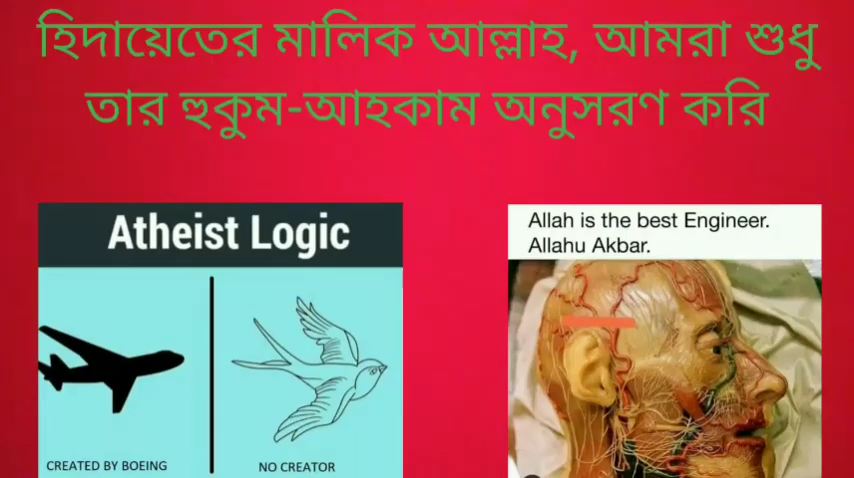 হিদায়েতের মালিক আল্লাহ, আমরা শুধু
তার হুকুম-আহকাম অনুসরণ করি
Atheist Logic
CREATED BY BOEING
NO CREATOR
Allah is the best Engineer.
Allahu Akbar.